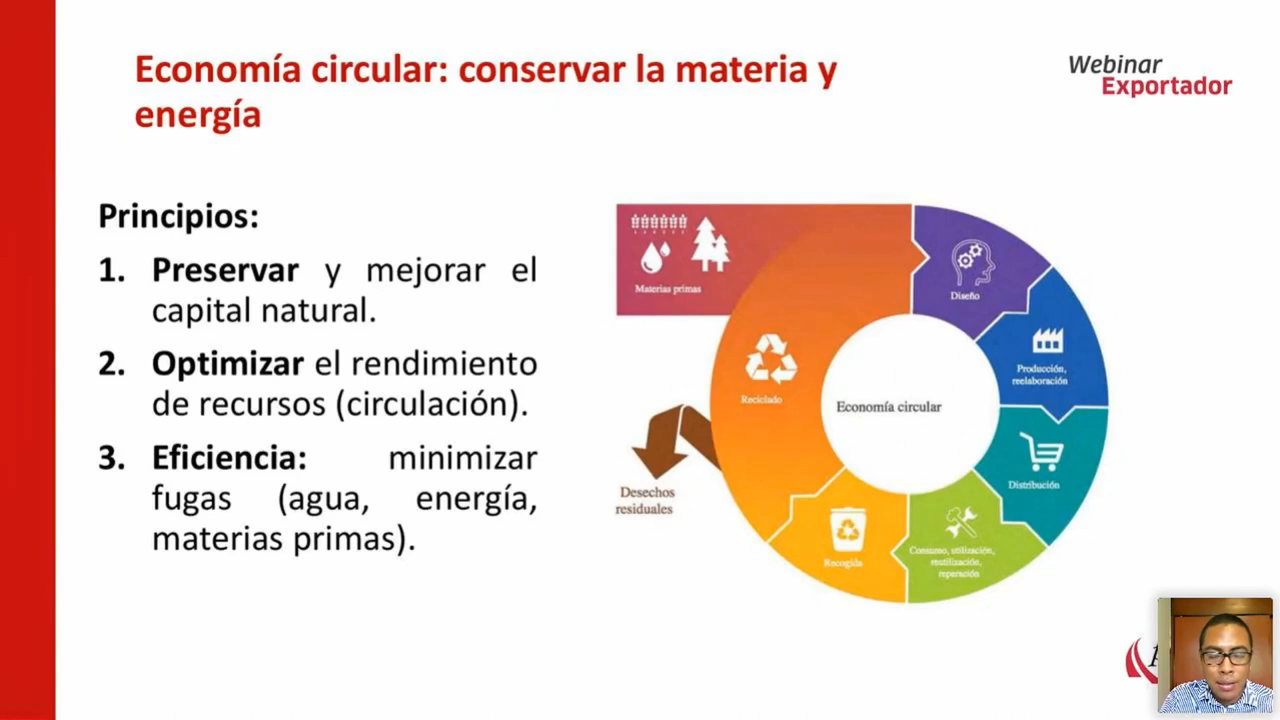 Economía circular: conservar la materia y
energía
Webinar
Exportador
Principios:
1. Preservar y mejorar el
capital natural.
2. Optimizar el rendimiento
de recursos (circulación).
3. Eficiencia: minimizar
fugas (agua, energía,
materias primas).
Materias primas
Diseño
Producción,
reelaboración
Reciclado
Economía circular
Distribución
Desechos
residuales
Consumo, utilización,
reutilización,
reparación
Recogida